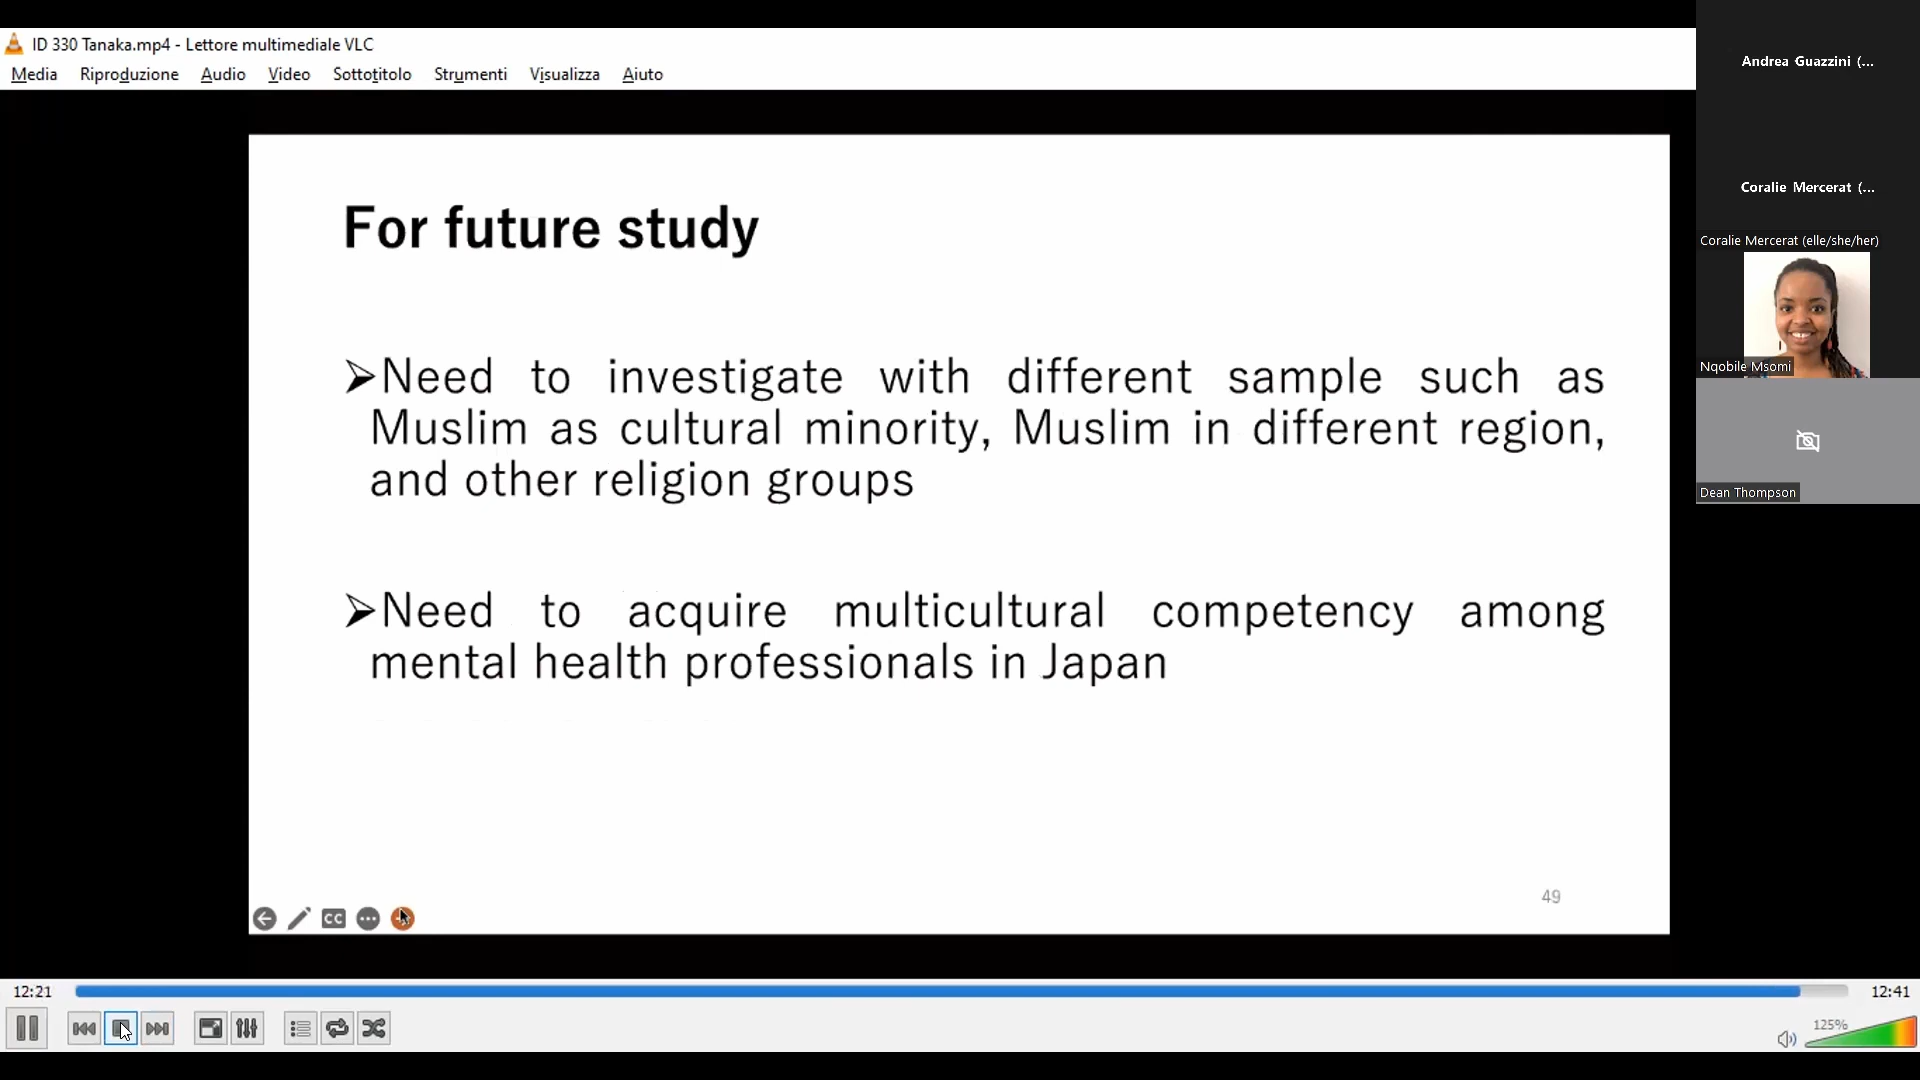 ID 330 Tanaka.mp4 - Lettore multimediale VLC
Media Riproduzione Audio Video Sottotitolo Strumenti Visualizza Aiuto
For future study
➢Need to investigate with different sample such as
Muslim as cultural minority, Muslim in different region,
and other religion groups
➢Need to acquire multicultural competency among
mental health professionals in Japan
49
CC
12:21
12:41
125%
Andrea Guazzini (...
Coralie Mercerat (...
Coralie Mercerat (elle/she/her)
Nqobile Msomi
Dean Thompson